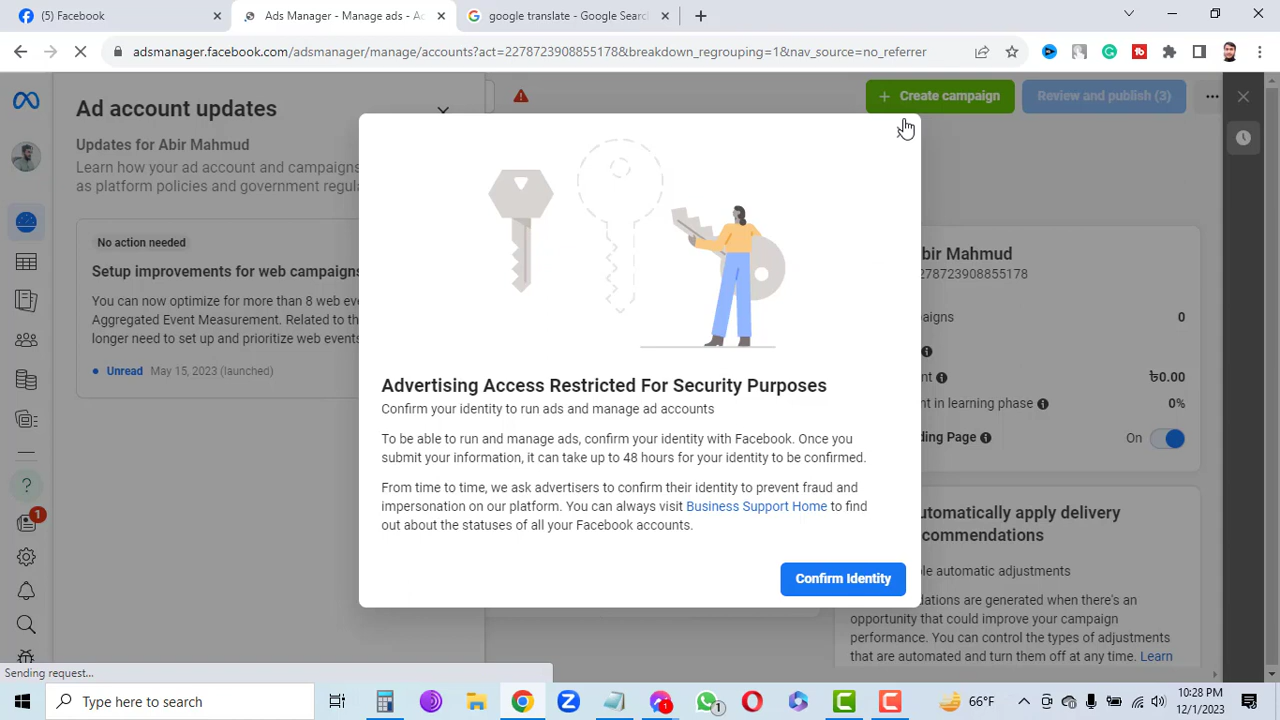 (5) Facebook
Ads Manager - Manage ads - Ac
google translate - Google Searc
adsmanager.facebook.com/adsmanager/manage/accounts?act=2278723908855178&breakdown_regrouping=1&nav_source=no_referrer
Ad account updates
Create campaign
Review and publish (3)
Updates for Abir Mahmud
Learn how your ad account and campaigns
as platform policies and government regul
No action needed
Setup improvements for web campaigns
You can now optimize for more than 8 web eve
Aggregated Event Measurement. Related to th
longer need to set up and prioritize web events
Unread May 15, 2023 (launched)
Advertising Access Restricted For Security Purposes
Confirm your identity to run ads and manage ad accounts
To be able to run and manage ads, confirm your identity with Facebook. Once you
submit your information, it can take up to 48 hours for your identity to be confirmed.
From time to time, we ask advertisers to confirm their identity to prevent fraud and
impersonation on our platform. You can always visit Business Support Home to find
out about the statuses of all your Facebook accounts.
Confirm Identity
bir Mahmud
278723908855178
aigns 0
nt ৳0.00
nt in learning phase 0%
ding Page On
utomatically apply delivery
commendations
ble automatic adjustments
dations are generated when there's an
opportunity that could improve your campaign
performance. You can control the types of adjustments
that are automated and turn them off at any time. Learn
1
Sending request...
Type here to search
1
1
66°F
10:28 PM
12/1/2023